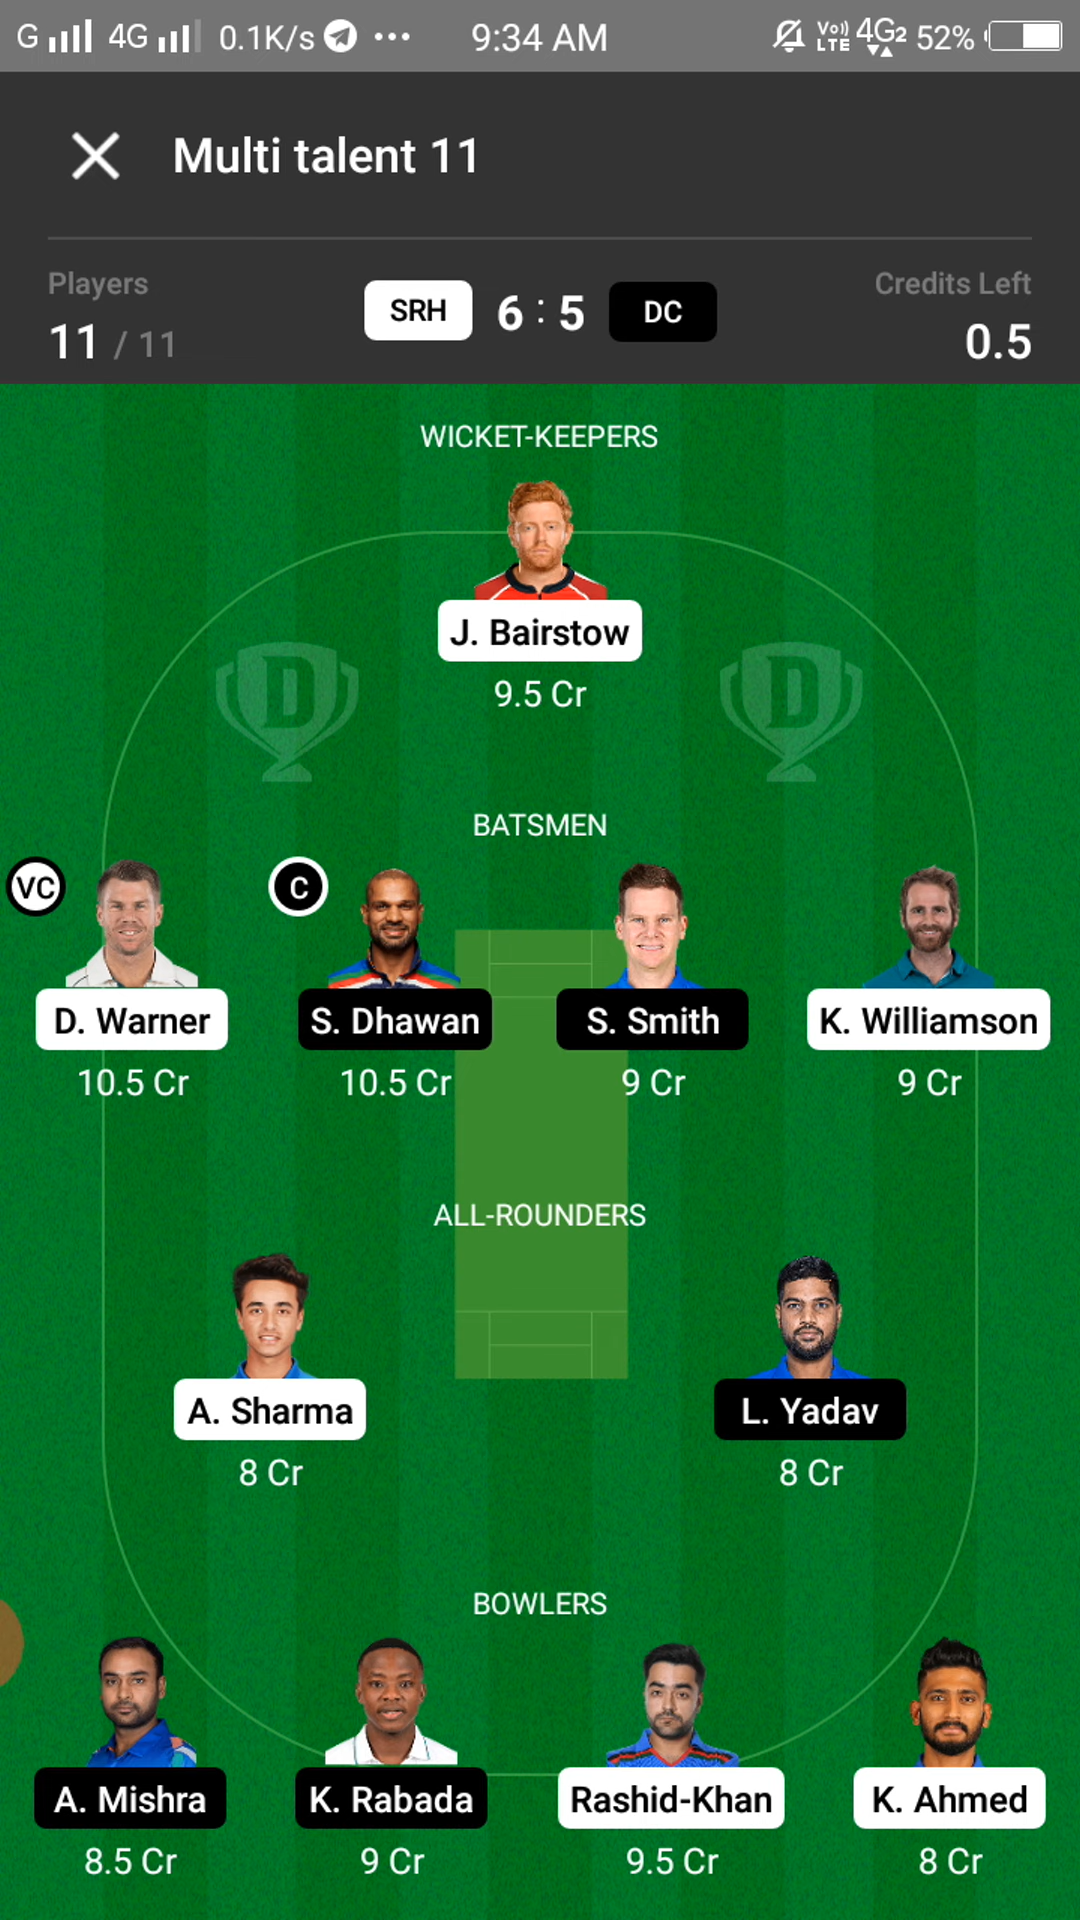 G 4G 0.1K/s ••• 9:34 AM Vo)) LTE 4G2 52%
Multi talent 11
Players
Credits Left
SRH 6 : 5 DC
11 / 11
0.5
WICKET-KEEPERS
J. Bairstow
9.5 Cr
D D
BATSMEN
VC C
D. Warner S. Dhawan S. Smith K. Williamson
10.5 Cr 10.5 Cr 9 Cr 9 Cr
ALL-ROUNDERS
A. Sharma L. Yadav
8 Cr 8 Cr
BOWLERS
A. Mishra K. Rabada Rashid-Khan K. Ahmed
8.5 Cr 9 Cr 9.5 Cr 8 Cr